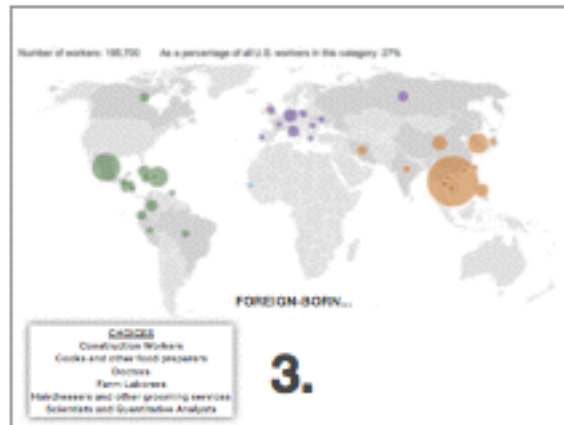 Number of workers: 190,700 As a percentage of all U.S. workers in this category: 27%
FOREIGN-BORN...
CHOICES
Construction Workers
Cooks and other food preparers
Doctors
Farm Laborers
Hairdressers and other grooming services
Scientists and Quantitative Analysts
3.